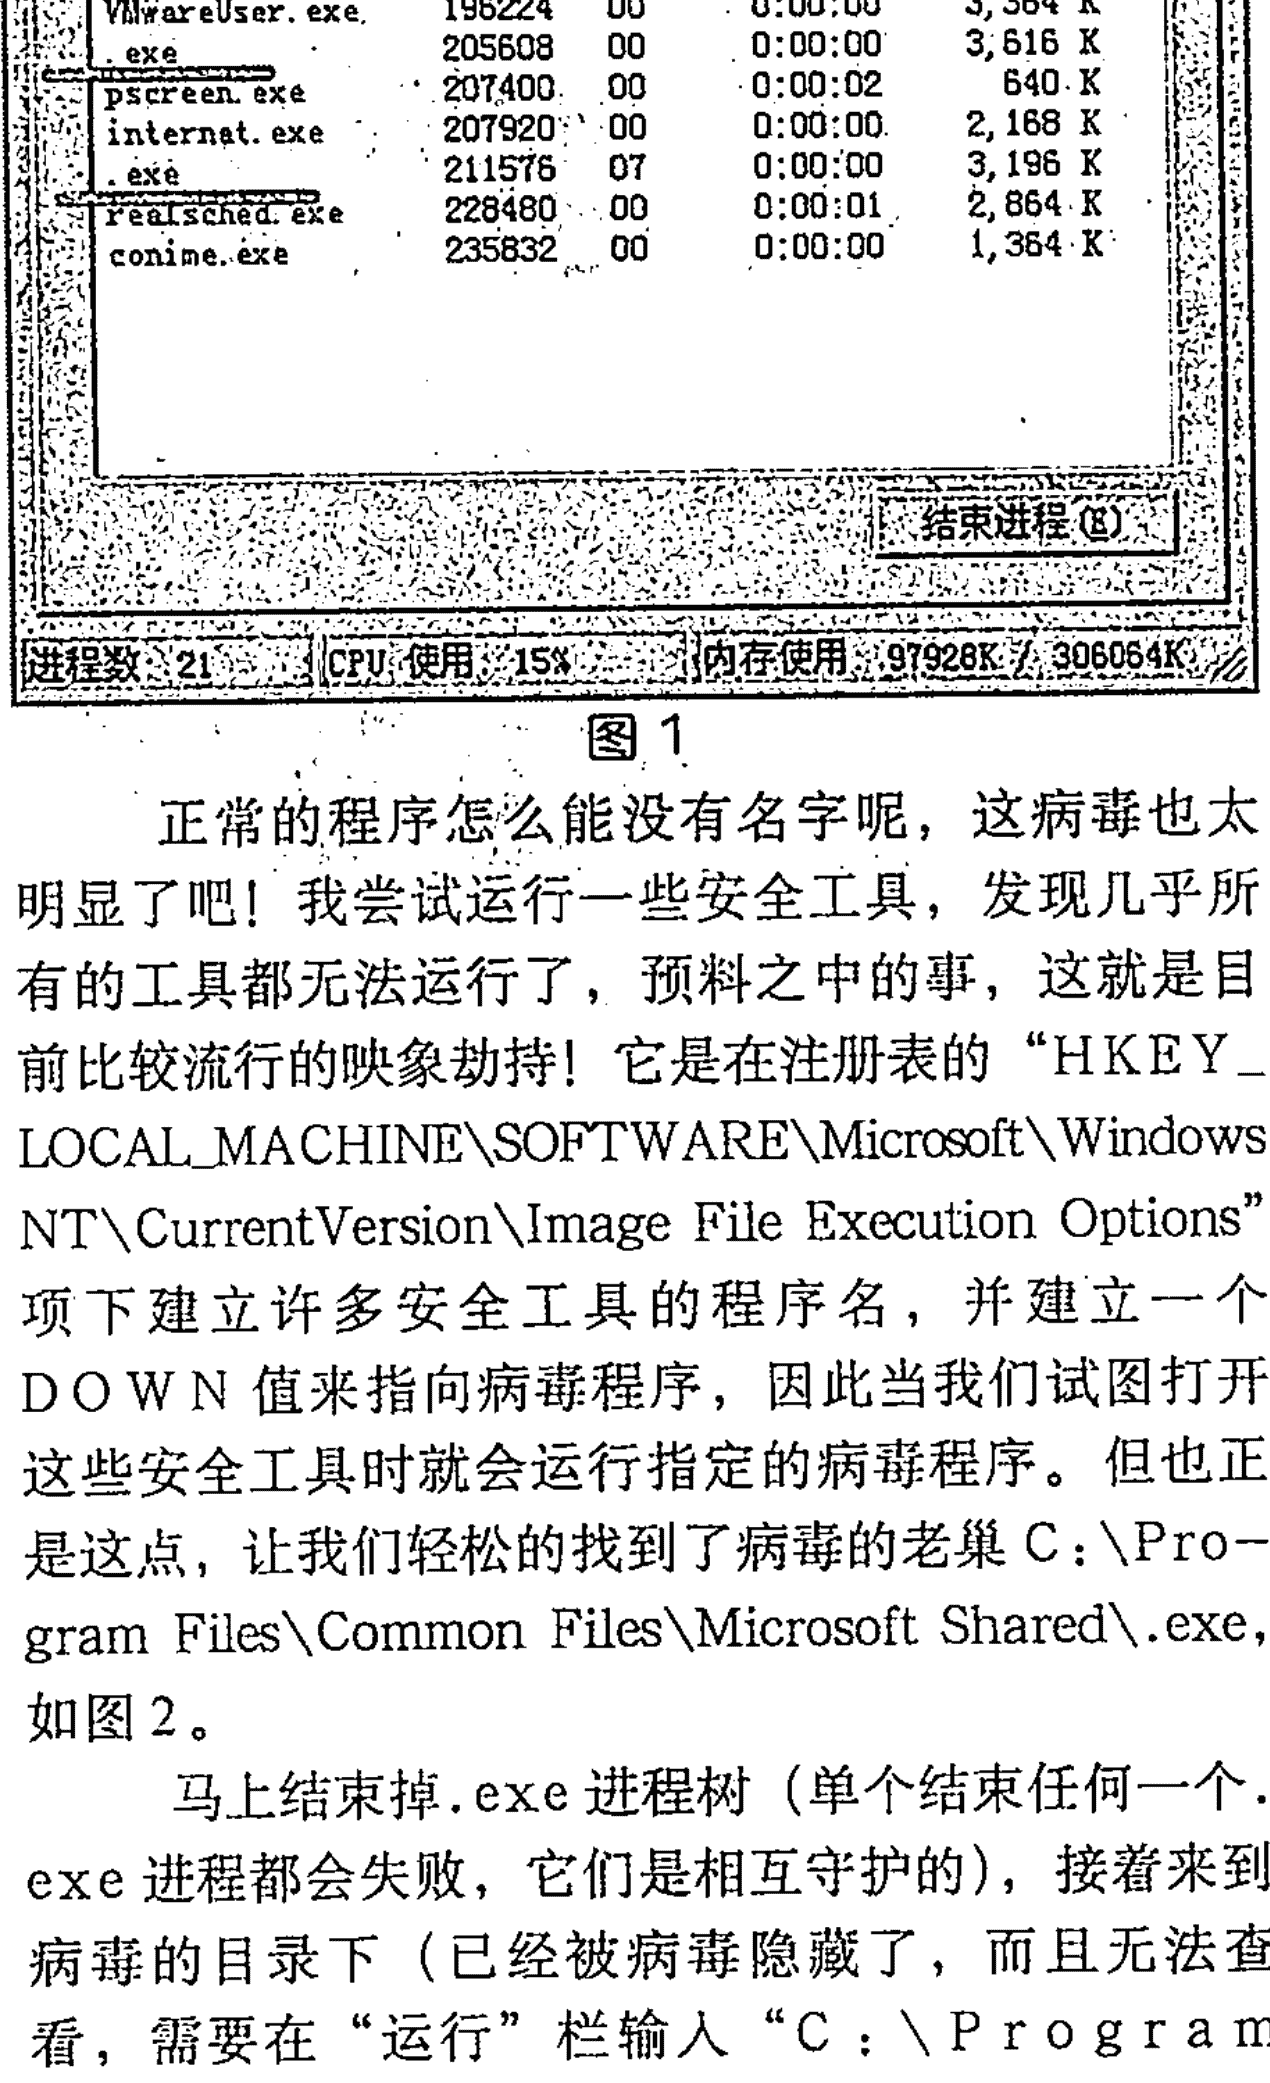 VMwareUser.exe 196224 00 0:00:00 3,364 K
.exe 205608 00 0:00:00 3,616 K
pscreen.exe 207400 00 0:00:02 640 K
internat.exe 207920 00 0:00:00 2,168 K
.exe 211576 07 0:00:00 3,196 K
realsched.exe 228480 00 0:00:01 2,864 K
conime.exe 235832 00 0:00:00 1,364 K
结束进程(E)
进程数: 21 CPU 使用: 15% 内存使用: 97928K / 306064K
图 1
正常的程序怎么能没有名字呢，这病毒也太
明显了吧！我尝试运行一些安全工具，发现几乎所
有的工具都无法运行了，预料之中的事，这就是目
前比较流行的映象劫持！它是在注册表的“HKEY_
LOCAL_MACHINE\SOFTWARE\Microsoft\Windows
NT\CurrentVersion\Image File Execution Options”
项下建立许多安全工具的程序名，并建立一个
DOWN值来指向病毒程序，因此当我们试图打开
这些安全工具时就会运行指定的病毒程序。但也正
是这点，让我们轻松的找到了病毒的老巢C:\Pro-
gram Files\Common Files\Microsoft Shared\.exe,
如图2。
马上结束掉.exe进程树（单个结束任何一个.
exe进程都会失败，它们是相互守护的），接着来到
病毒的目录下（已经被病毒隐藏了，而且无法查
看，需要在“运行”栏输入“C:\Program